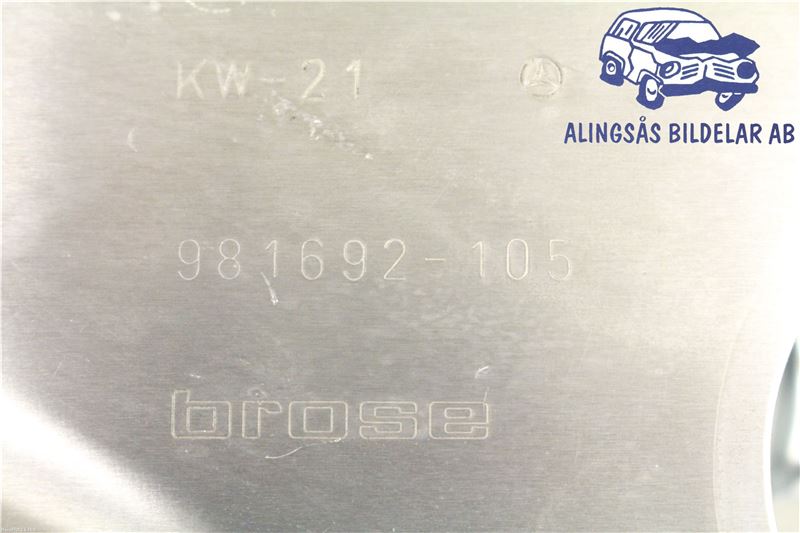 KW-21
ALINGSÅS BILDELAR AB
981692-105
brose